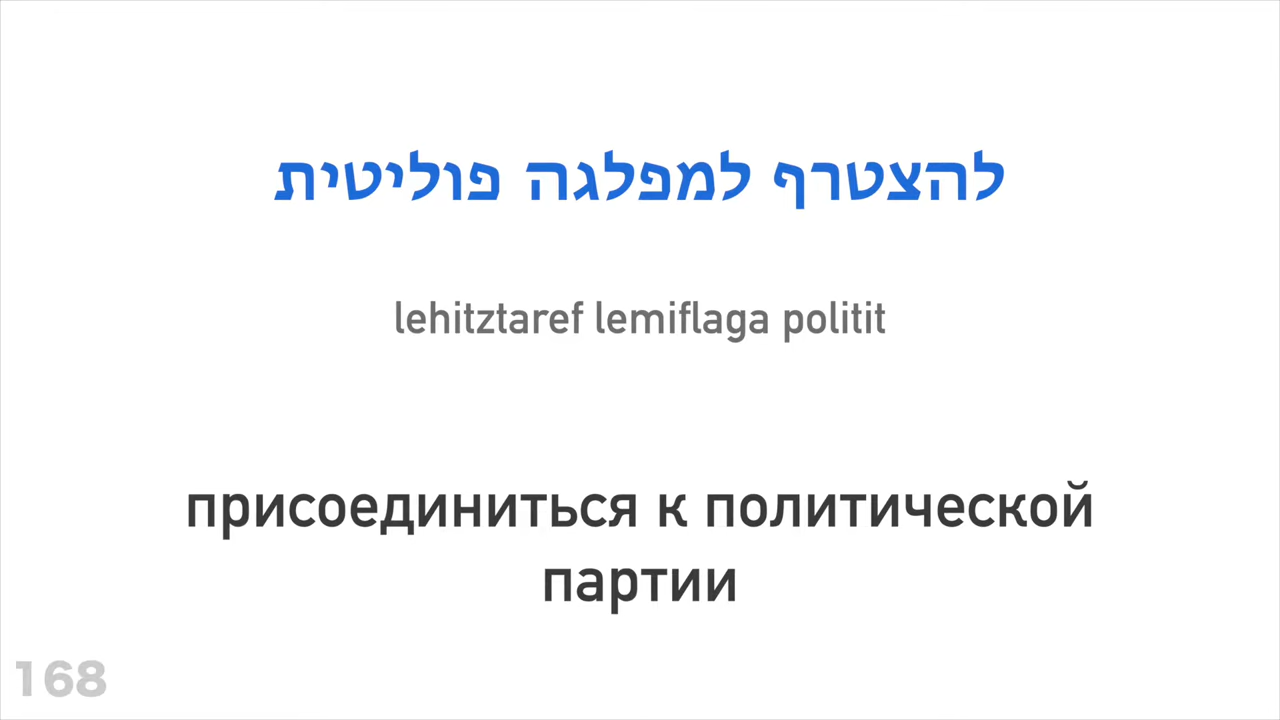 להצטרף למפלגה פוליטית
lehitztaref lemiflaga politit
присоединиться к политической
партии
168